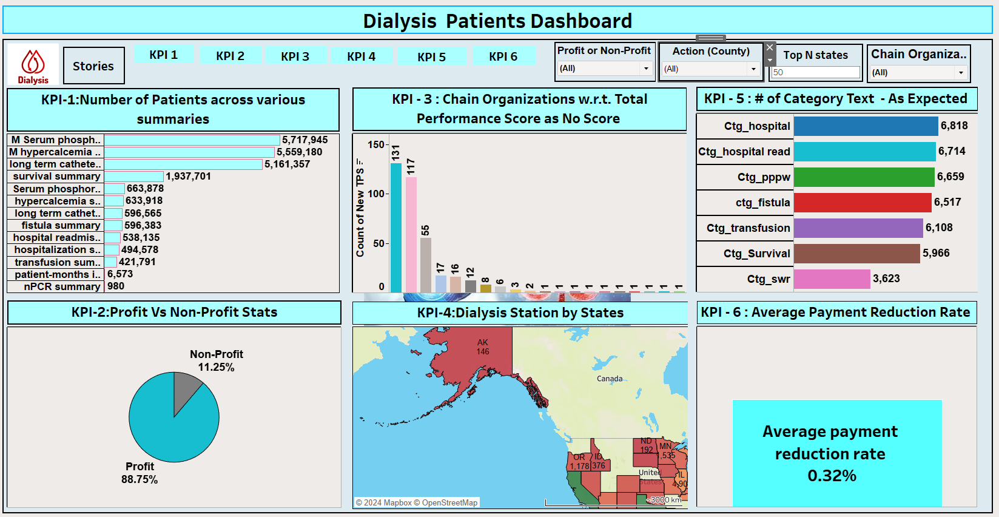 Dialysis Patients Dashboard
Dialysis
Stories
KPI 1
KPI 2
KPI 3
KPI 4
KPI 5
KPI 6
Profit or Non-Profit
(All)
Action (County)
(All)
Top N states
50
Chain Organiza..
(All)
KPI-1:Number of Patients across various
summaries
M Serum phosph.. 5,717,945
M hypercalcemia .. 5,559,180
long term cathete.. 5,161,357
survival summary 1,937,701
Serum phosphor.. 663,878
hypercalcemia s.. 633,918
long term cathet.. 596,565
fistula summary 596,383
hospital readmis.. 538,135
hospitalization s.. 494,578
transfusion sum.. 421,791
patient-months i.. 6,573
nPCR summary 980
KPI - 3 : Chain Organizations w.r.t. Total
Performance Score as No Score
Count of New TPS
150
100
50
0
131 117 55 17 16 12 8 6 3 2 1 1 1 1 1 1 1 1 1 1
KPI - 5 : # of Category Text - As Expected
Ctg_hospital 6,818
Ctg_hospital read 6,714
Ctg_pppw 6,659
ctg_fistula 6,517
Ctg_transfusion 6,108
Ctg_Survival 5,966
Ctg_swr 3,623
KPI-2:Profit Vs Non-Profit Stats
Non-Profit
11.25%
Profit
88.75%
KPI-4:Dialysis Station by States
AK
146
Canada
ND
192
MN
,535
OR
1,178
ID
376
United
States
IL
4,90
~3000 km
© 2024 Mapbox © OpenStreetMap
KPI - 6 : Average Payment Reduction Rate
Average payment
reduction rate
0.32%